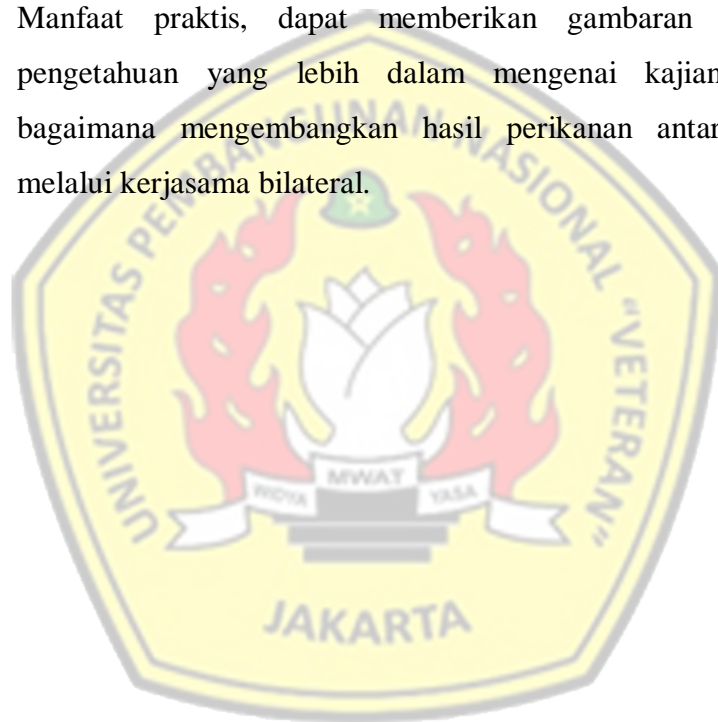 Manfaat praktis, dapat memberikan gambaran
pengetahuan yang lebih dalam mengenai kajian
bagaimana mengembangkan hasil perikanan antar
melalui kerjasama bilateral.
UNIVERSITAS PEMBANGUNAN NASIONAL "VETERAN"
WIDYA MWAT YASA
JAKARTA